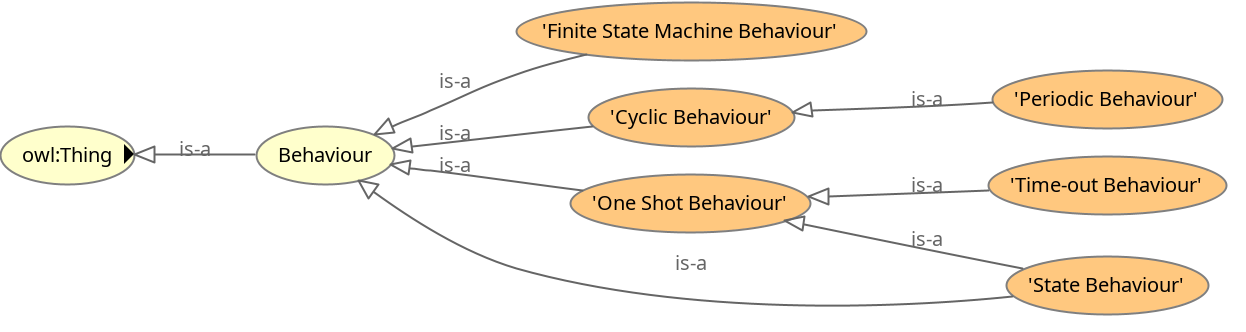 'Finite State Machine Behaviour'
is-a
is-a
'Periodic Behaviour'
'Cyclic Behaviour'
is-a
owl:Thing
is-a
Behaviour
is-a
'One Shot Behaviour'
is-a
'Time-out Behaviour'
is-a
is-a
'State Behaviour'